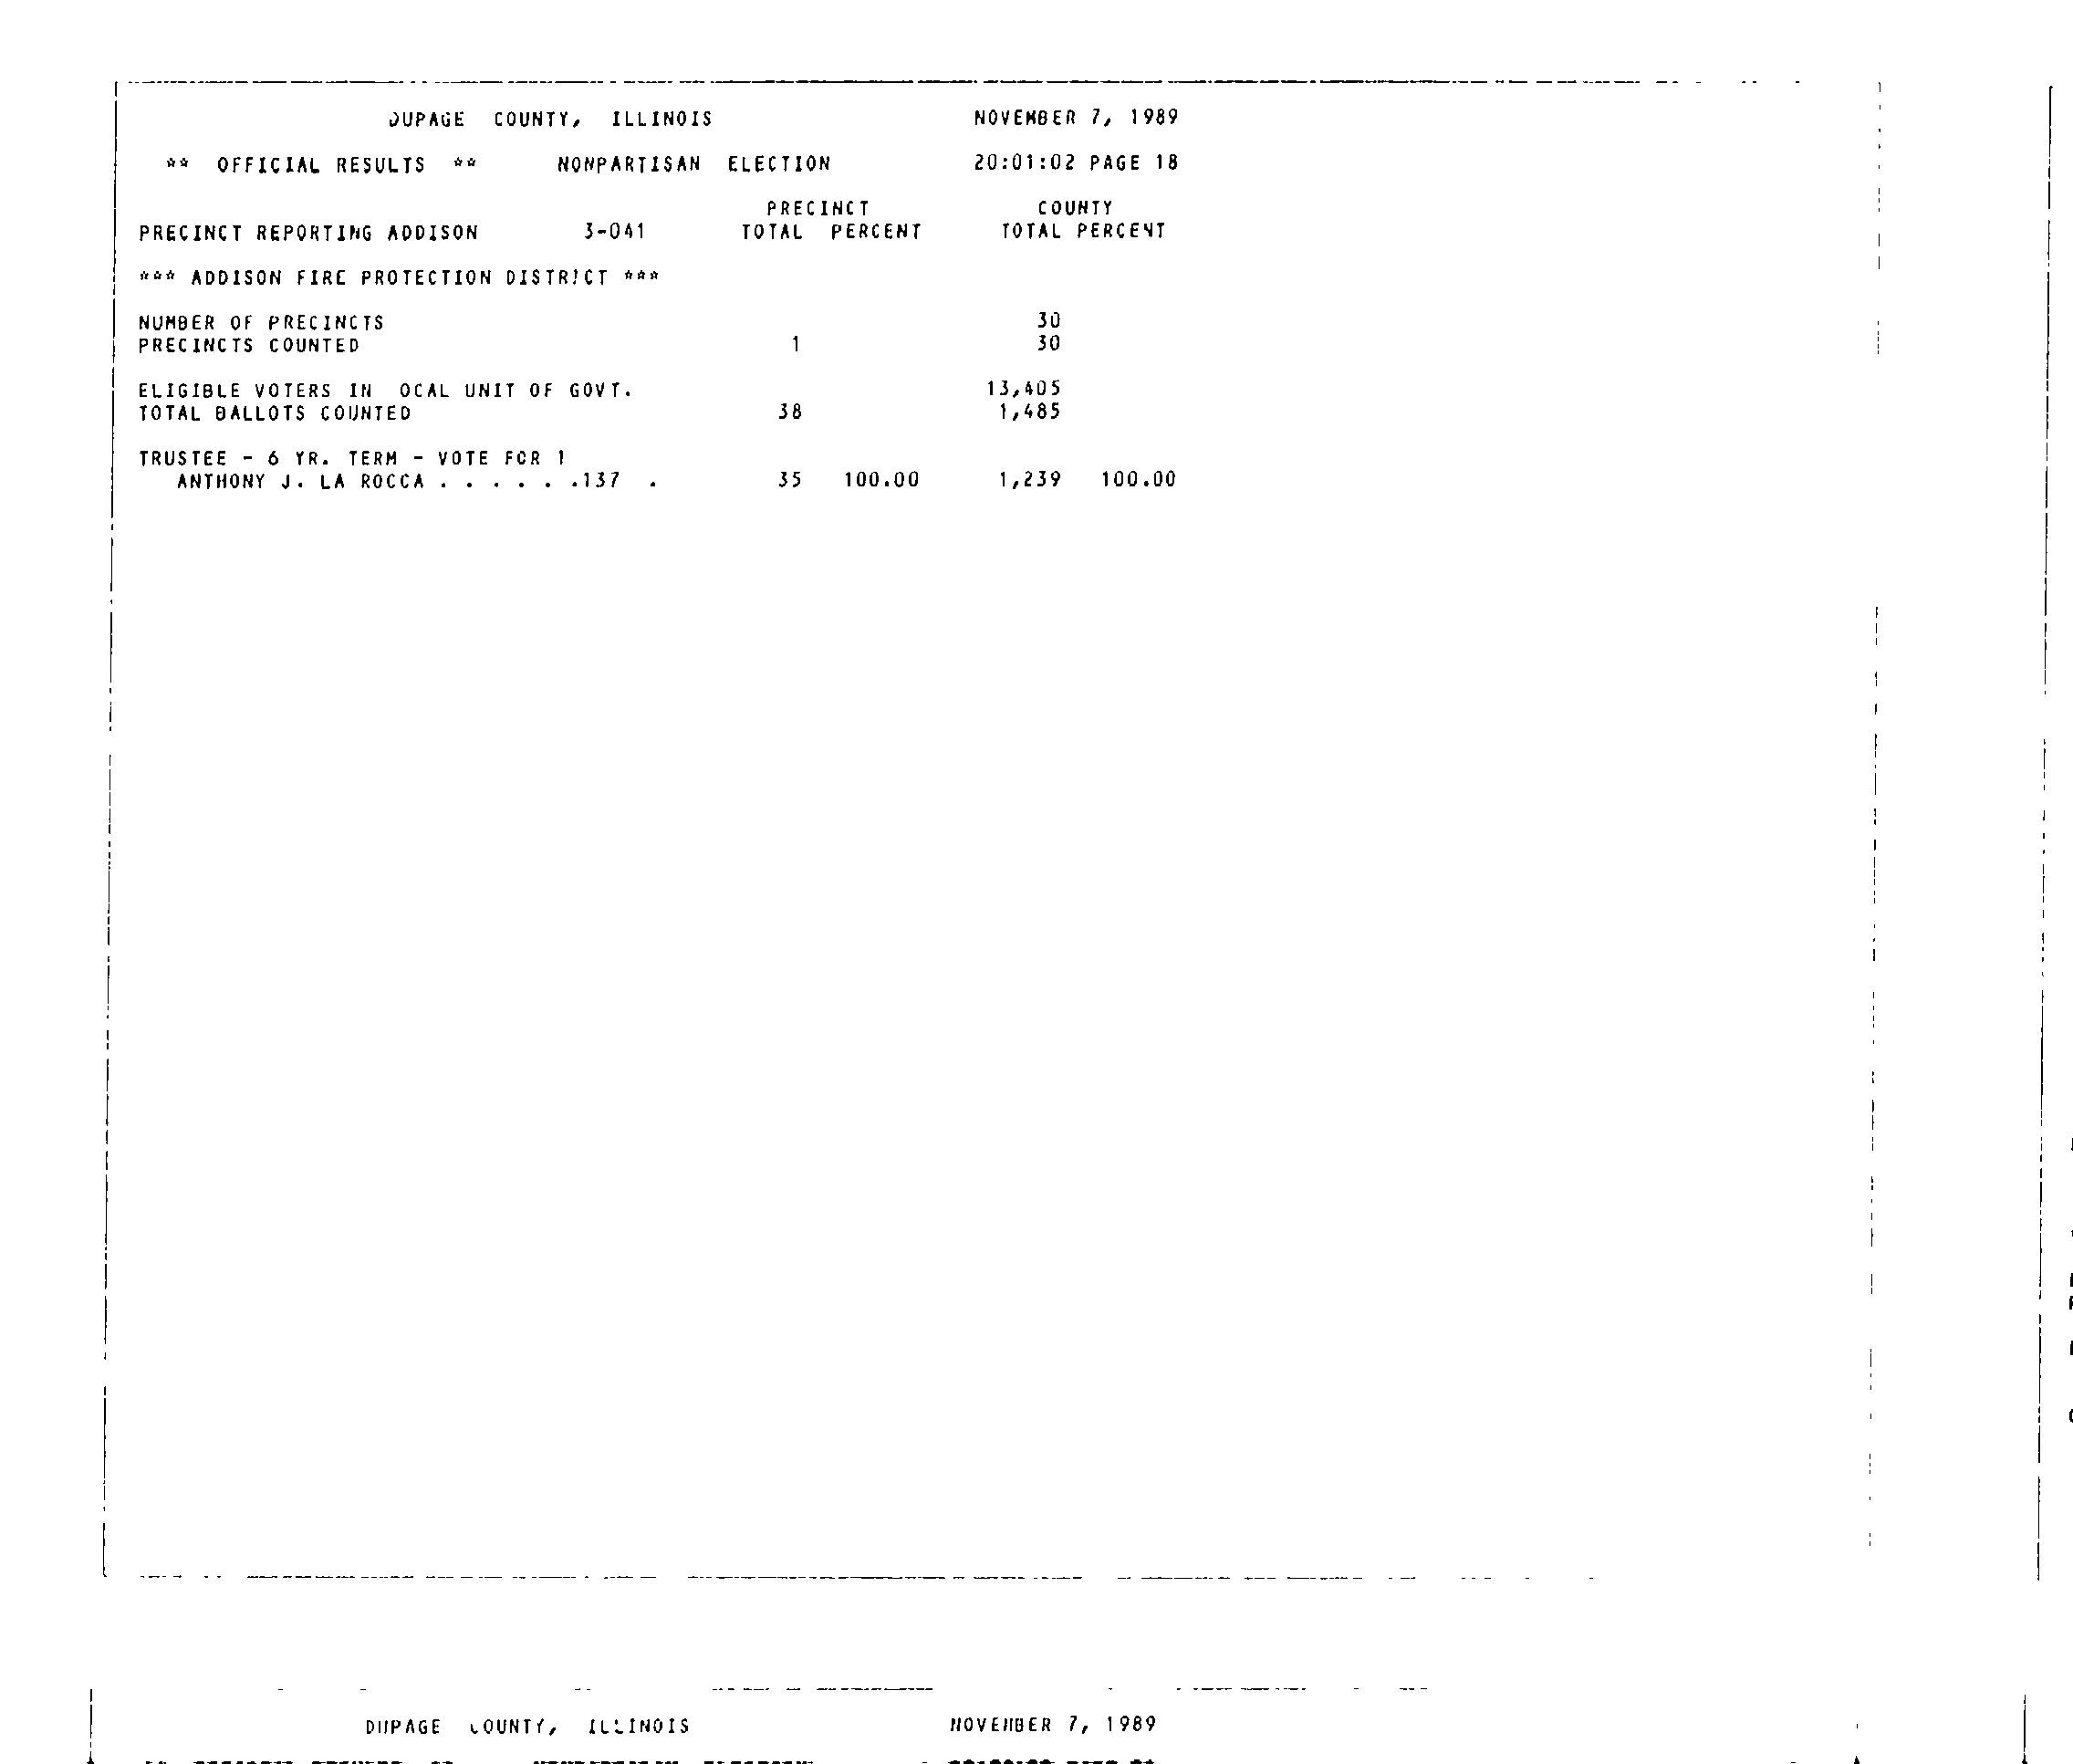 DUPAGE COUNTY, ILLINOIS NOVEMBER 7, 1989
** OFFICIAL RESULTS ** NONPARTISAN ELECTION 20:01:02 PAGE 18
PRECINCT COUNTY
PRECINCT REPORTING ADDISON 3-041 TOTAL PERCENT TOTAL PERCENT
*** ADDISON FIRE PROTECTION DISTRICT ***
NUMBER OF PRECINCTS 30
PRECINCTS COUNTED 1 30
ELIGIBLE VOTERS IN OCAL UNIT OF GOVT. 13,405
TOTAL BALLOTS COUNTED 38 1,485
TRUSTEE - 6 YR. TERM - VOTE FOR 1
ANTHONY J. LA ROCCA . . . . . .137 . 35 100.00 1,239 100.00
DUPAGE COUNTY, ILLINOIS NOVEMBER 7, 1989